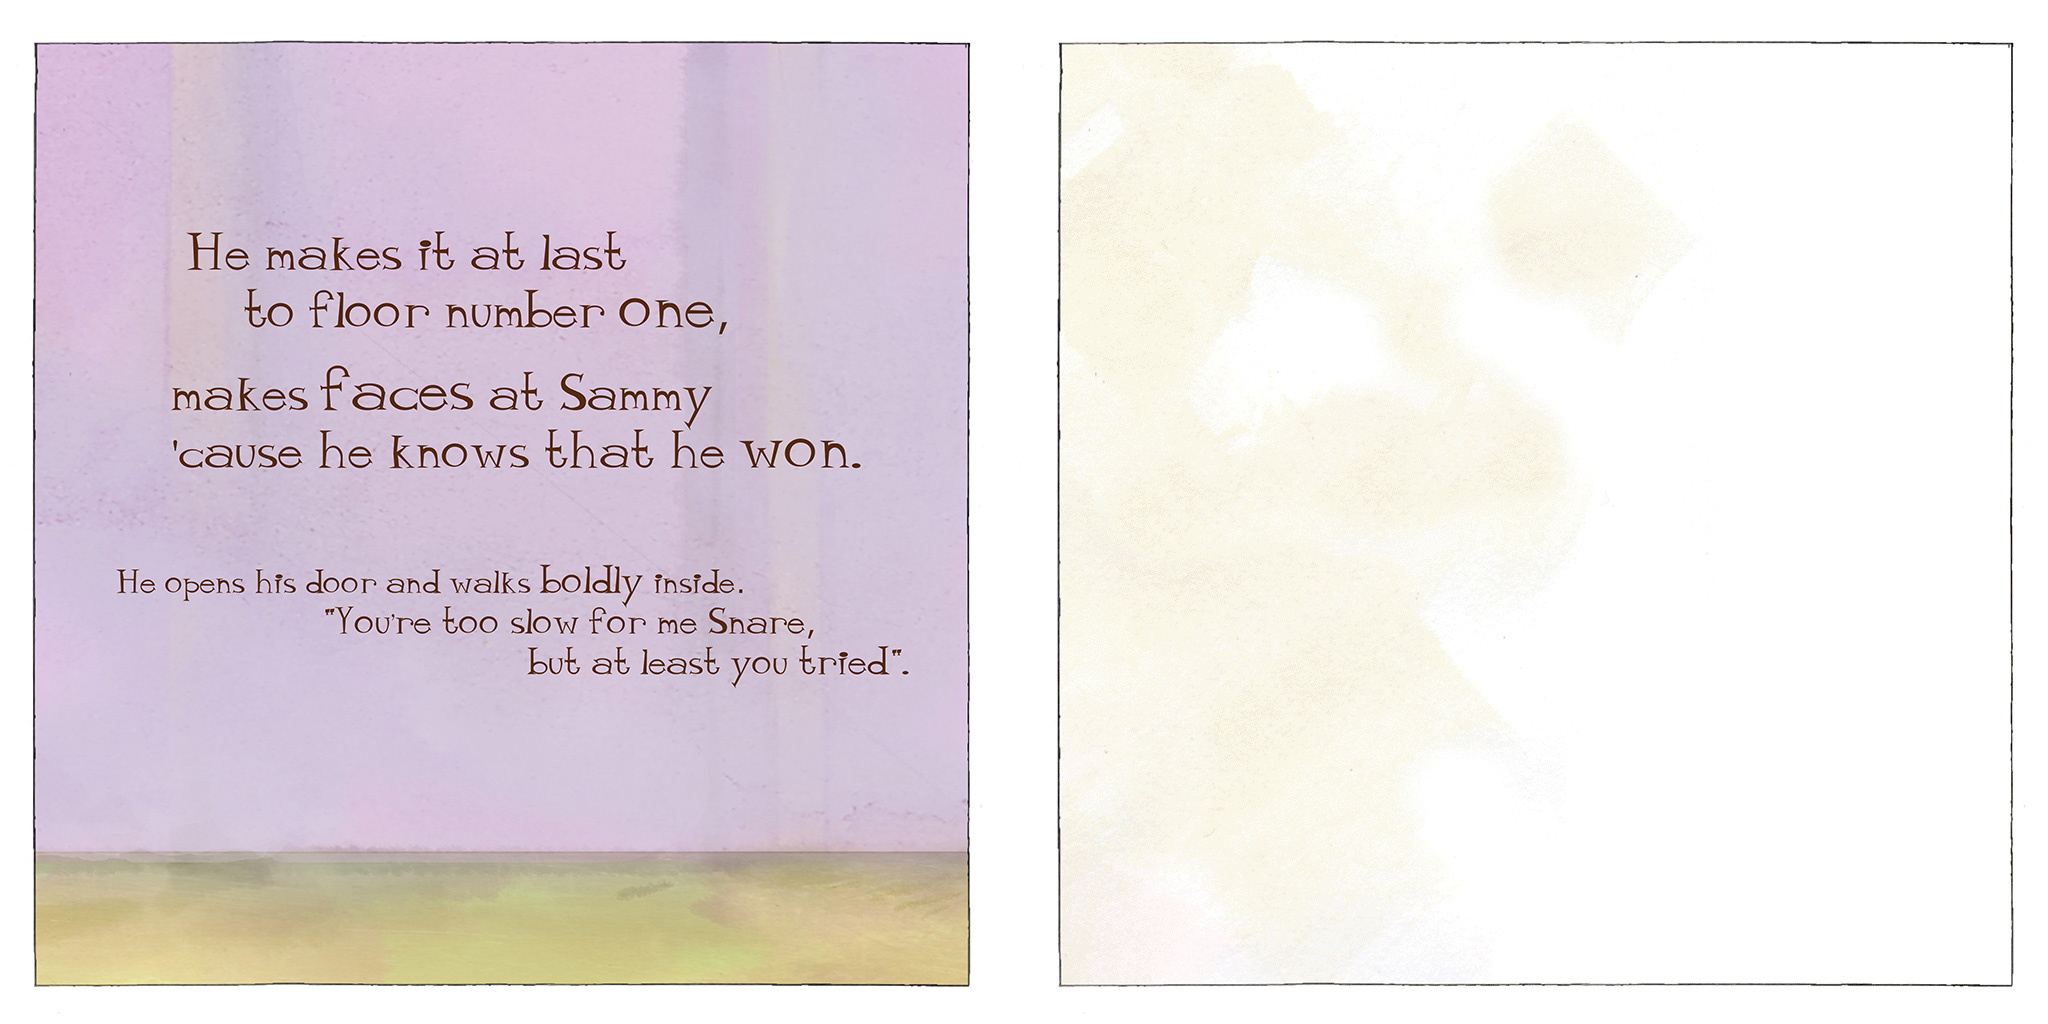 He makes it at last
to floor number one,
makes faces at Sammy
'cause he knows that he won.
He opens his door and walks boldly inside.
"You're too slow for me Snare,
but at least you tried".